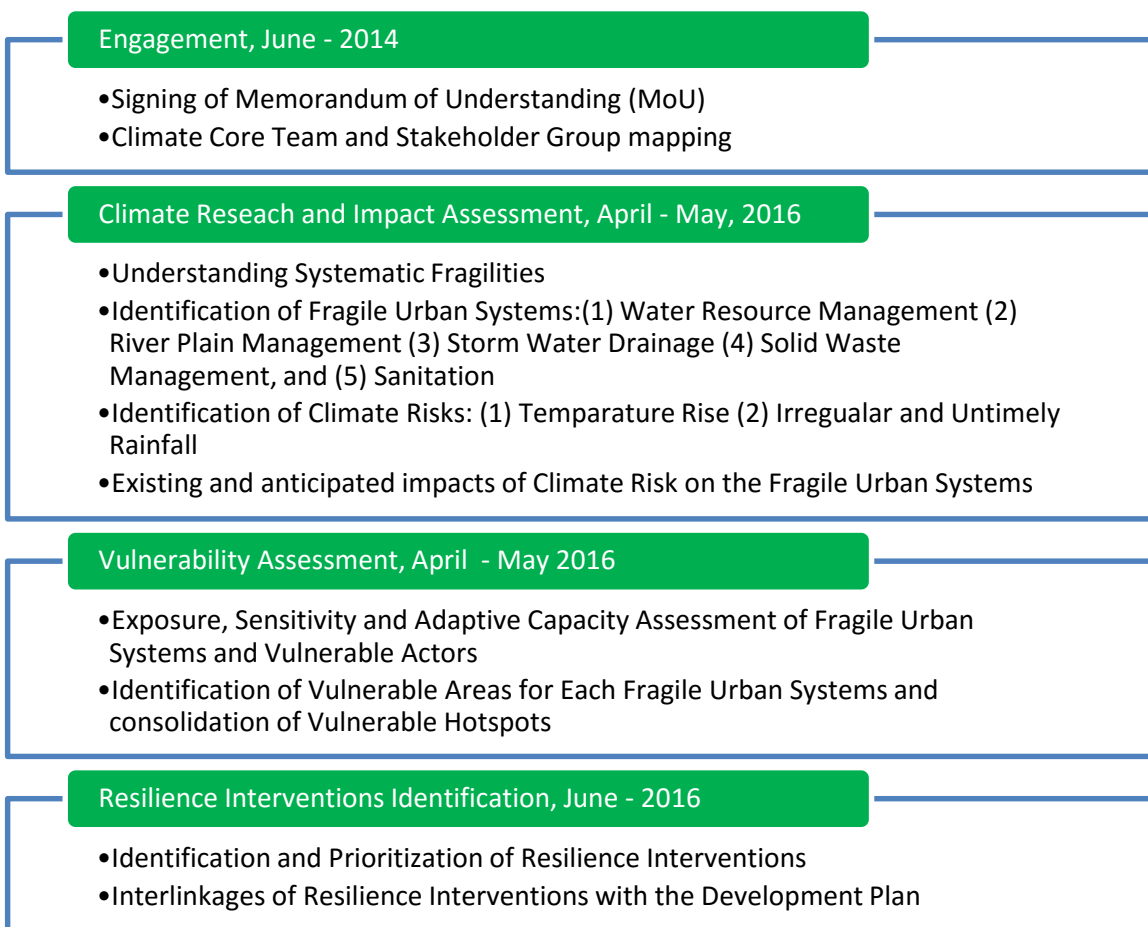 Engagement, June - 2014
•Signing of Memorandum of Understanding (MoU)
•Climate Core Team and Stakeholder Group mapping
Climate Reseach and Impact Assessment, April - May, 2016
•Understanding Systematic Fragilities
•Identification of Fragile Urban Systems:(1) Water Resource Management (2)
River Plain Management (3) Storm Water Drainage (4) Solid Waste
Management, and (5) Sanitation
•Identification of Climate Risks: (1) Temparature Rise (2) Irregualar and Untimely
Rainfall
•Existing and anticipated impacts of Climate Risk on the Fragile Urban Systems
Vulnerability Assessment, April  - May 2016
•Exposure, Sensitivity and Adaptive Capacity Assessment of Fragile Urban
Systems and Vulnerable Actors
•Identification of Vulnerable Areas for Each Fragile Urban Systems and
consolidation of Vulnerable Hotspots
Resilience Interventions Identification, June - 2016
•Identification and Prioritization of Resilience Interventions
•Interlinkages of Resilience Interventions with the Development Plan